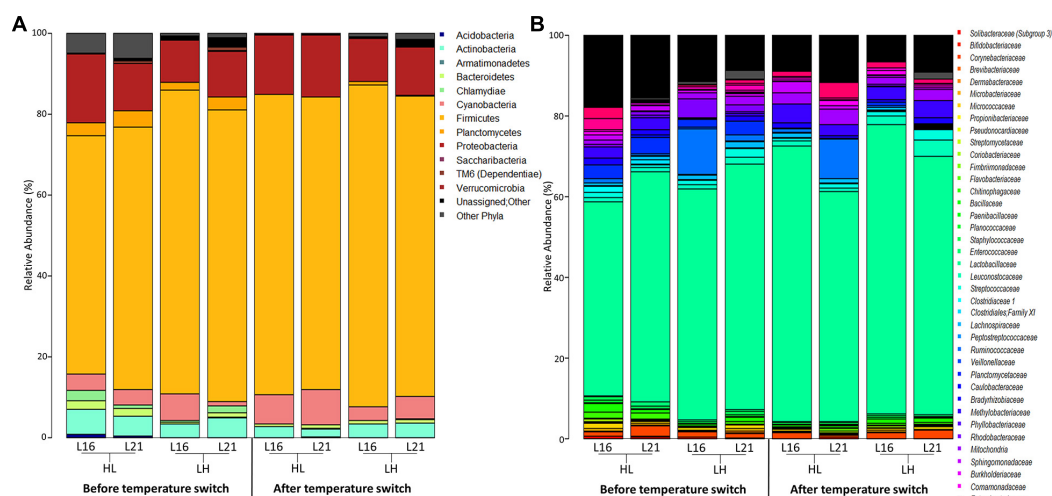 A
100
80
60
40
20
0
Relative Abundance (%)
L16 L21 L16 L21 L16 L21 L16 L21
HL LH HL LH
Before temperature switch After temperature switch
Acidobacteria
Actinobacteria
Armatimonadetes
Bacteroidetes
Chlamydiae
Cyanobacteria
Firmicutes
Planctomycetes
Proteobacteria
Saccharibacteria
TM6 (Dependentiae)
Verrucomicrobia
Unassigned;Other
Other Phyla
B
100
80
60
40
20
0
Relative Abundance (%)
L16 L21 L16 L21 L16 L21 L16 L21
HL LH HL LH
Before temperature switch After temperature switch
Solibacteraceae (Subgroup 3)
Bifidobacteriaceae
Corynebacteriaceae
Brevibacteriaceae
Dermabacteraceae
Microbacteriaceae
Micrococcaceae
Propionibacteriaceae
Pseudonocardiaceae
Streptomycetaceae
Coriobacteriaceae
Fimbriimonadaceae
Flavobacteriaceae
Chitinophagaceae
Bacillaceae
Paenibacillaceae
Planococcaceae
Staphylococcaceae
Enterococcaceae
Lactobacillaceae
Leuconostocaceae
Streptococcaceae
Clostridiaceae 1
Clostridiales;Family XI
Lachnospiraceae
Peptostreptococcaceae
Ruminococcaceae
Veillonellaceae
Planctomycetaceae
Caulobacteraceae
Bradyrhizobiaceae
Methylobacteriaceae
Phyllobacteriaceae
Rhodobacteraceae
Mitochondria
Sphingomonadaceae
Burkholderiaceae
Comamonadaceae